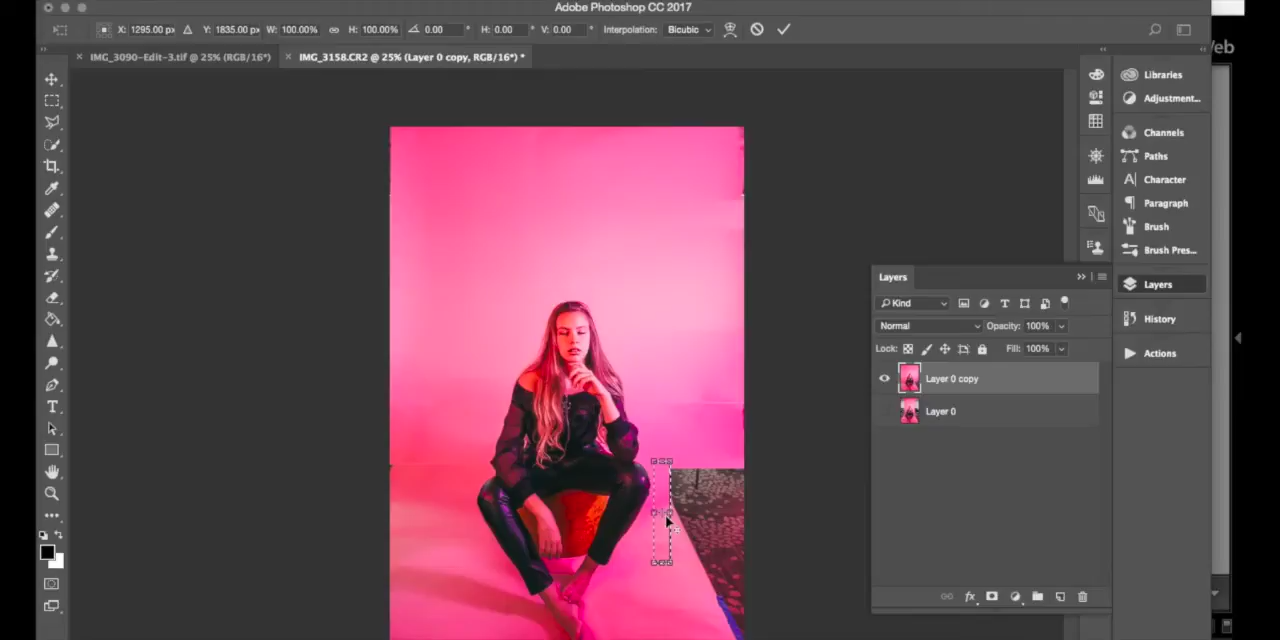 Adobe Photoshop CC 2017
X: 1295.00 px Y: 1835.00 px W: 100.00% H: 100.00% 0.00 ° H: 0.00 ° V: 0.00 ° Interpolation: Bicubic
× IMG_3090-Edit-3.tif @ 25% (RGB/16*) × IMG_3158.CR2 @ 25% (Layer 0 copy, RGB/16*) *
Libraries
Adjustment...
Channels
Paths
Character
Paragraph
Brush
Brush Pres...
Layers
History
Actions
Layers
Kind
Normal Opacity: 100%
Lock: Fill: 100%
Layer 0 copy
Layer 0
fx